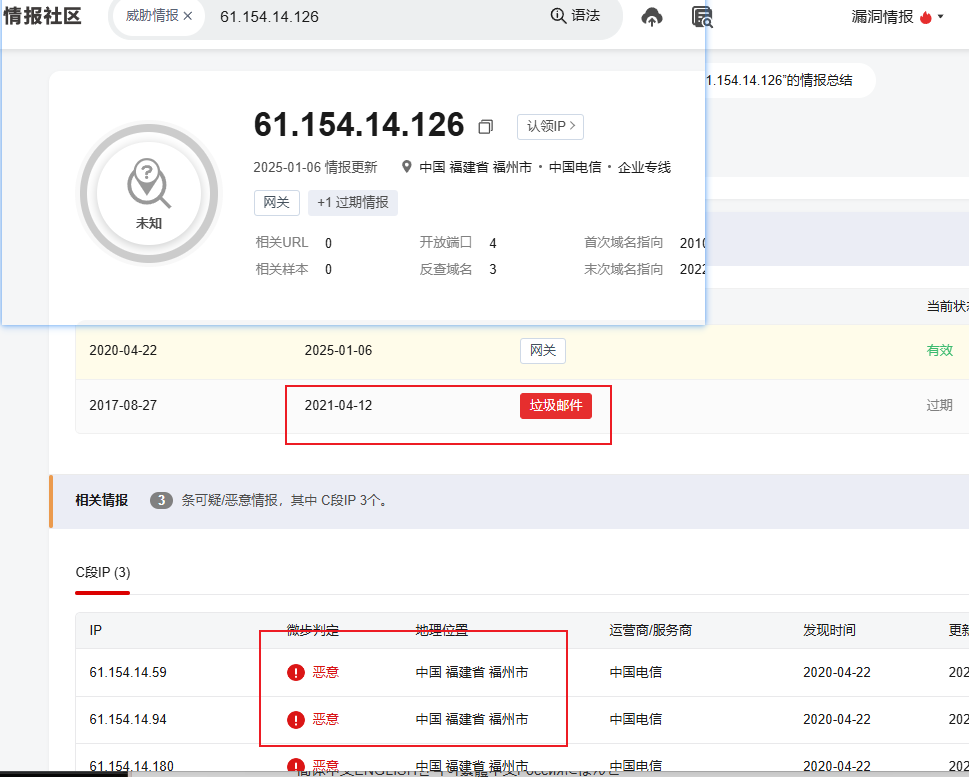 情报社区 威胁情报 × 61.154.14.126 语法 漏洞情报
1.154.14.126”的情报总结
61.154.14.126 认领IP >
2025-01-06 情报更新 中国 福建省 福州市 · 中国电信 · 企业专线
未知
网关 +1 过期情报
相关URL 0 开放端口 4 首次域名指向 2010
相关样本 0 反查域名 3 末次域名指向 2022
当前状态
2020-04-22 2025-01-06 网关 有效
2017-08-27 2021-04-12 垃圾邮件 过期
相关情报 3 条可疑/恶意情报，其中 C段IP 3个。
C段IP (3)
IP 微步判定 地理位置 运营商/服务商 发现时间 更新
61.154.14.59 恶意 中国 福建省 福州市 中国电信 2020-04-22 202
61.154.14.94 恶意 中国 福建省 福州市 中国电信 2020-04-22 202
61.154.14.180 恶意 中国 福建省 福州市 中国电信 2020-04-22 202